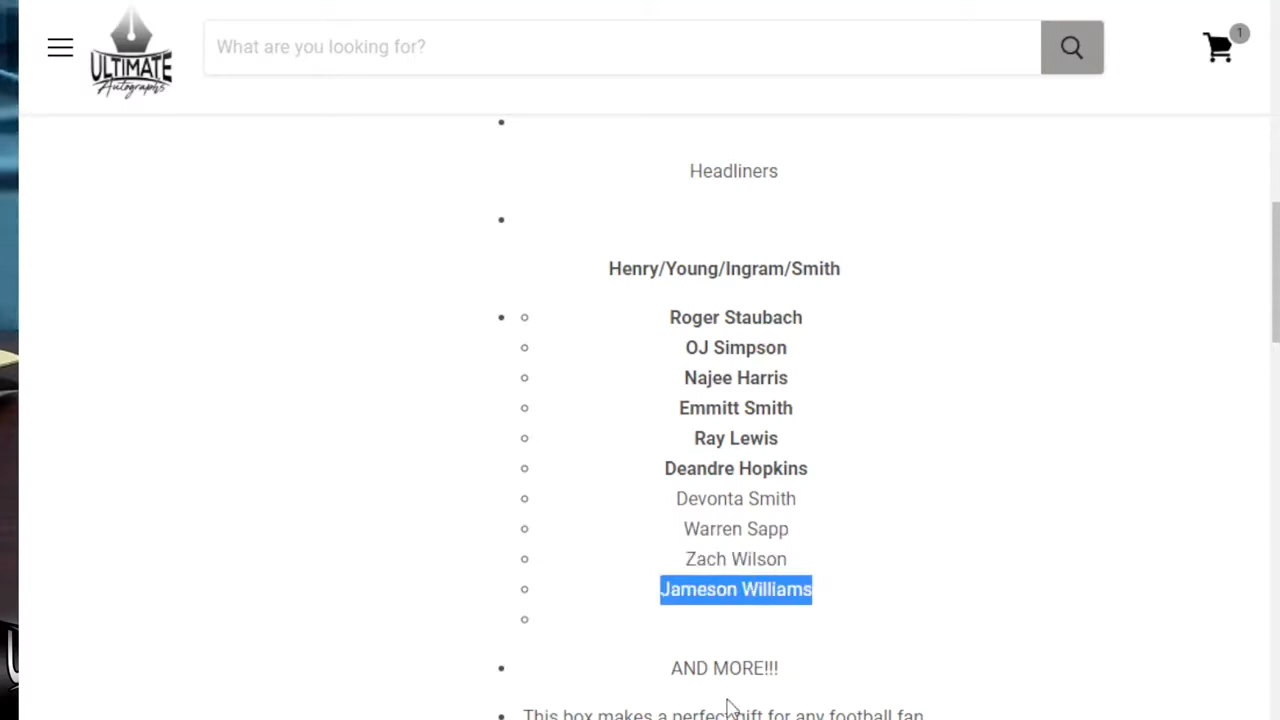 What are you looking for?
1
ULTIMATE
Autographs
Headliners
Henry/Young/Ingram/Smith
Roger Staubach
OJ Simpson
Najee Harris
Emmitt Smith
Ray Lewis
Deandre Hopkins
Devonta Smith
Warren Sapp
Zach Wilson
Jameson Williams
AND MORE!!!
This box makes a perfect gift for any football fan